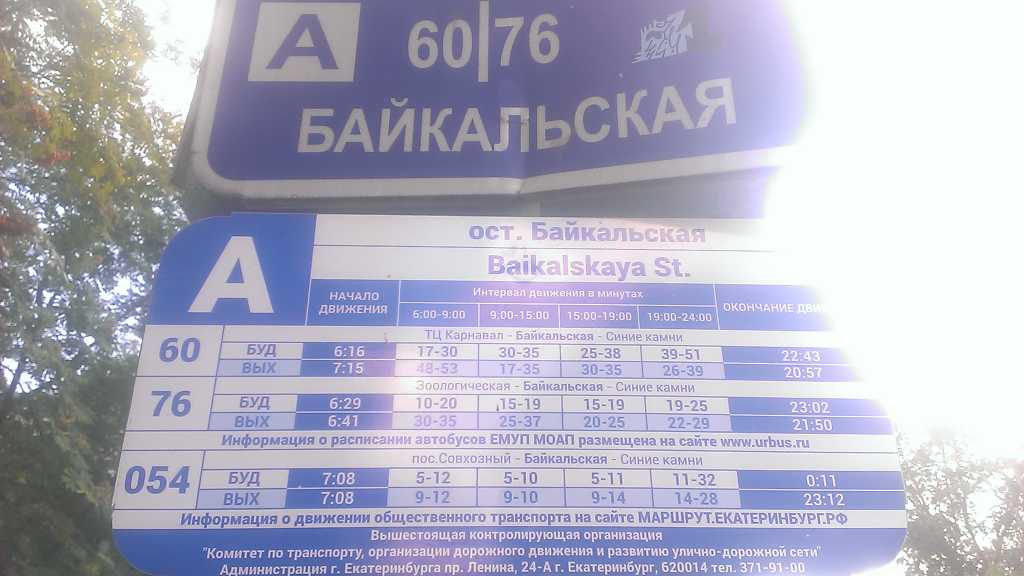 А 60|76
БАЙКАЛЬСКАЯ
А
ост. Байкальская
Baikalskaya St.
НАЧАЛО ДВИЖЕНИЯ Интервал движения в минутах ОКОНЧАНИЕ
6:00-9:00 9:00-15:00 15:00-19:00 19:00-24:00
60 ТЦ Карнавал - Байкальская - Синие камни
БУД 6:16 17-30 30-35 25-38 39-51 22:43
ВЫХ 7:15 48-53 17-35 30-35 26-39 20:57
76 Зоологическая - Байкальская - Синие камни
БУД 6:29 10-20 15-19 15-19 19-25 23:02
ВЫХ 6:41 30-35 25-37 20-25 22-29 21:50
Информация о расписании автобусов ЕМУП МОАП размещена на сайте www.urbus.ru
054 пос.Совхозный - Байкальская - Синие камни
БУД 7:08 5-12 5-10 5-11 11-32 0:11
ВЫХ 7:08 9-12 9-10 9-14 14-28 23:12
Информация о движении общественного транспорта на сайте МАРШРУТ.ЕКАТЕРИНБУРГ.РФ
Вышестоящая контролирующая организация
"Комитет по транспорту, организации дорожного движения и развитию улично-дорожной сети"
Администрация г. Екатеринбурга пр. Ленина, 24-А г. Екатеринбург, 620014 тел. 371-91-00